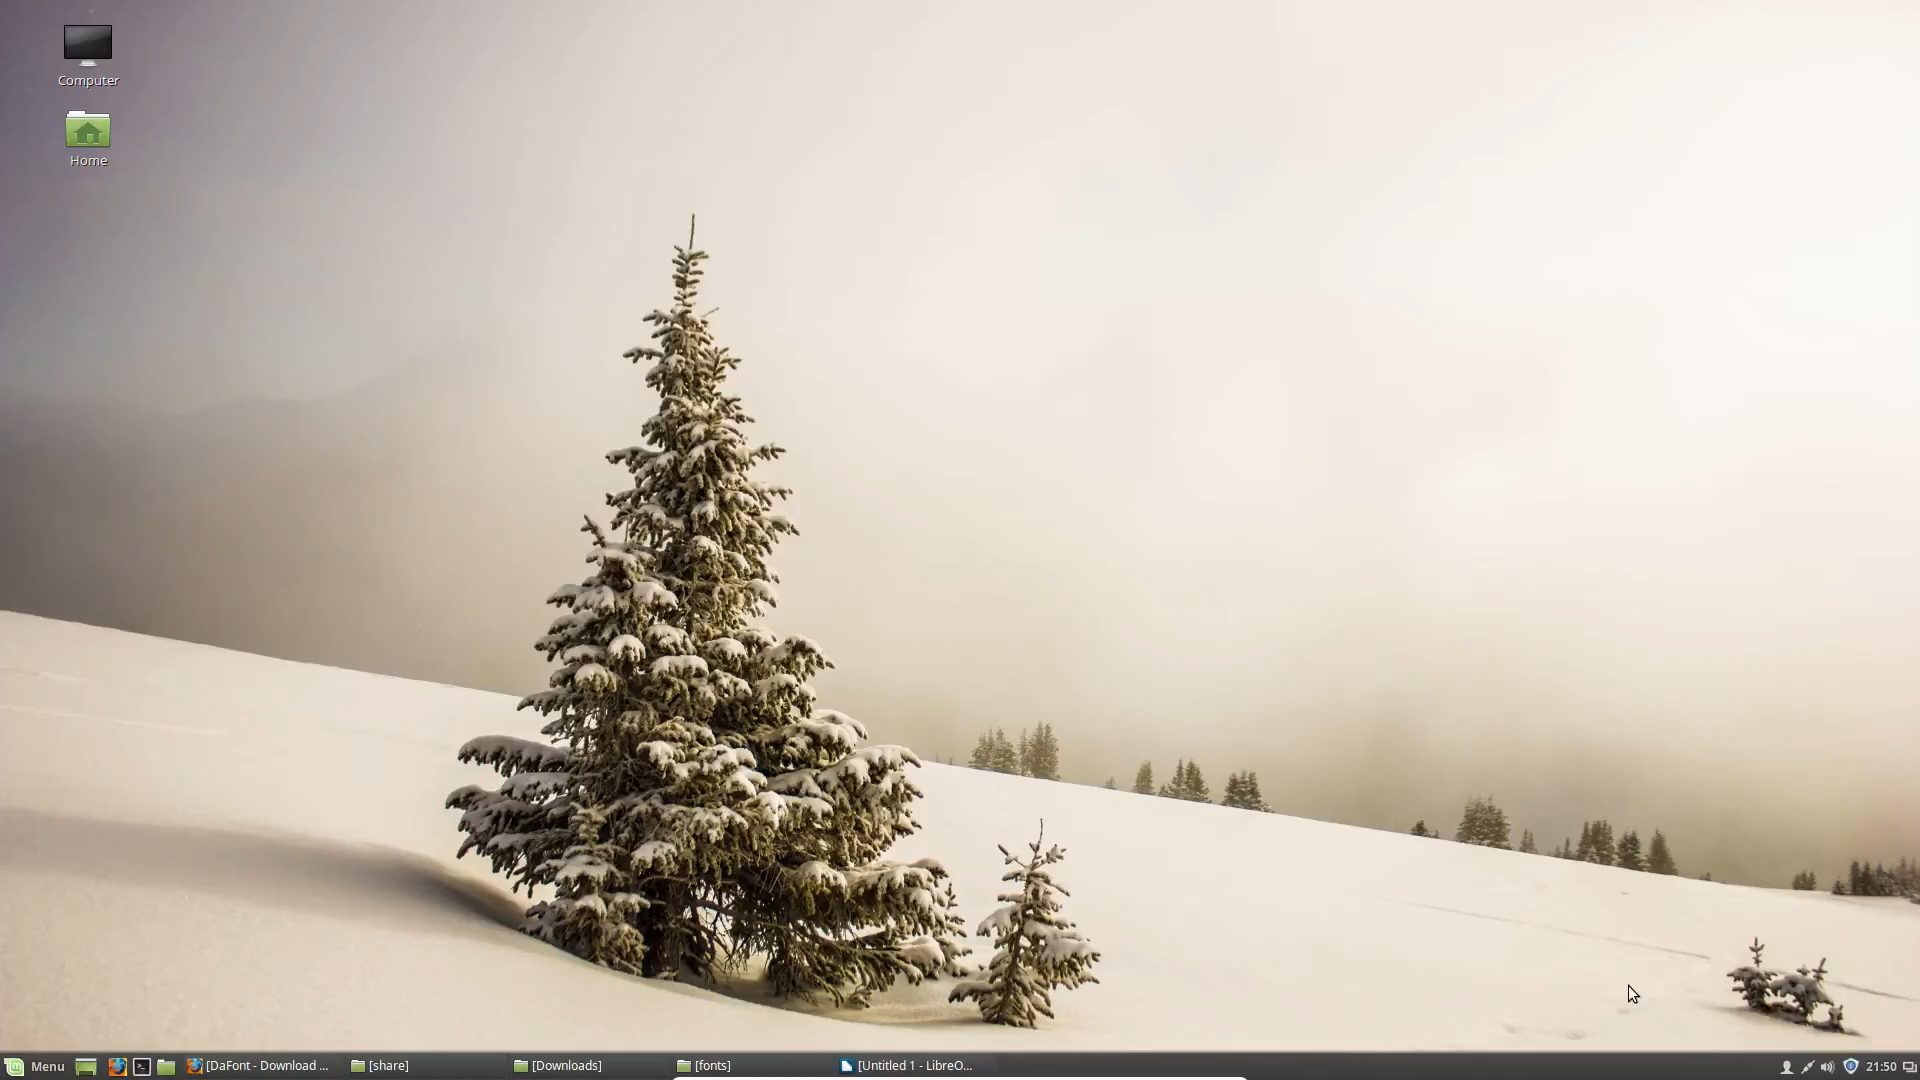 Computer
Home
Menu
[DaFont - Download ...
[share]
[Downloads]
[fonts]
[Untitled 1 - LibreO...
21:50